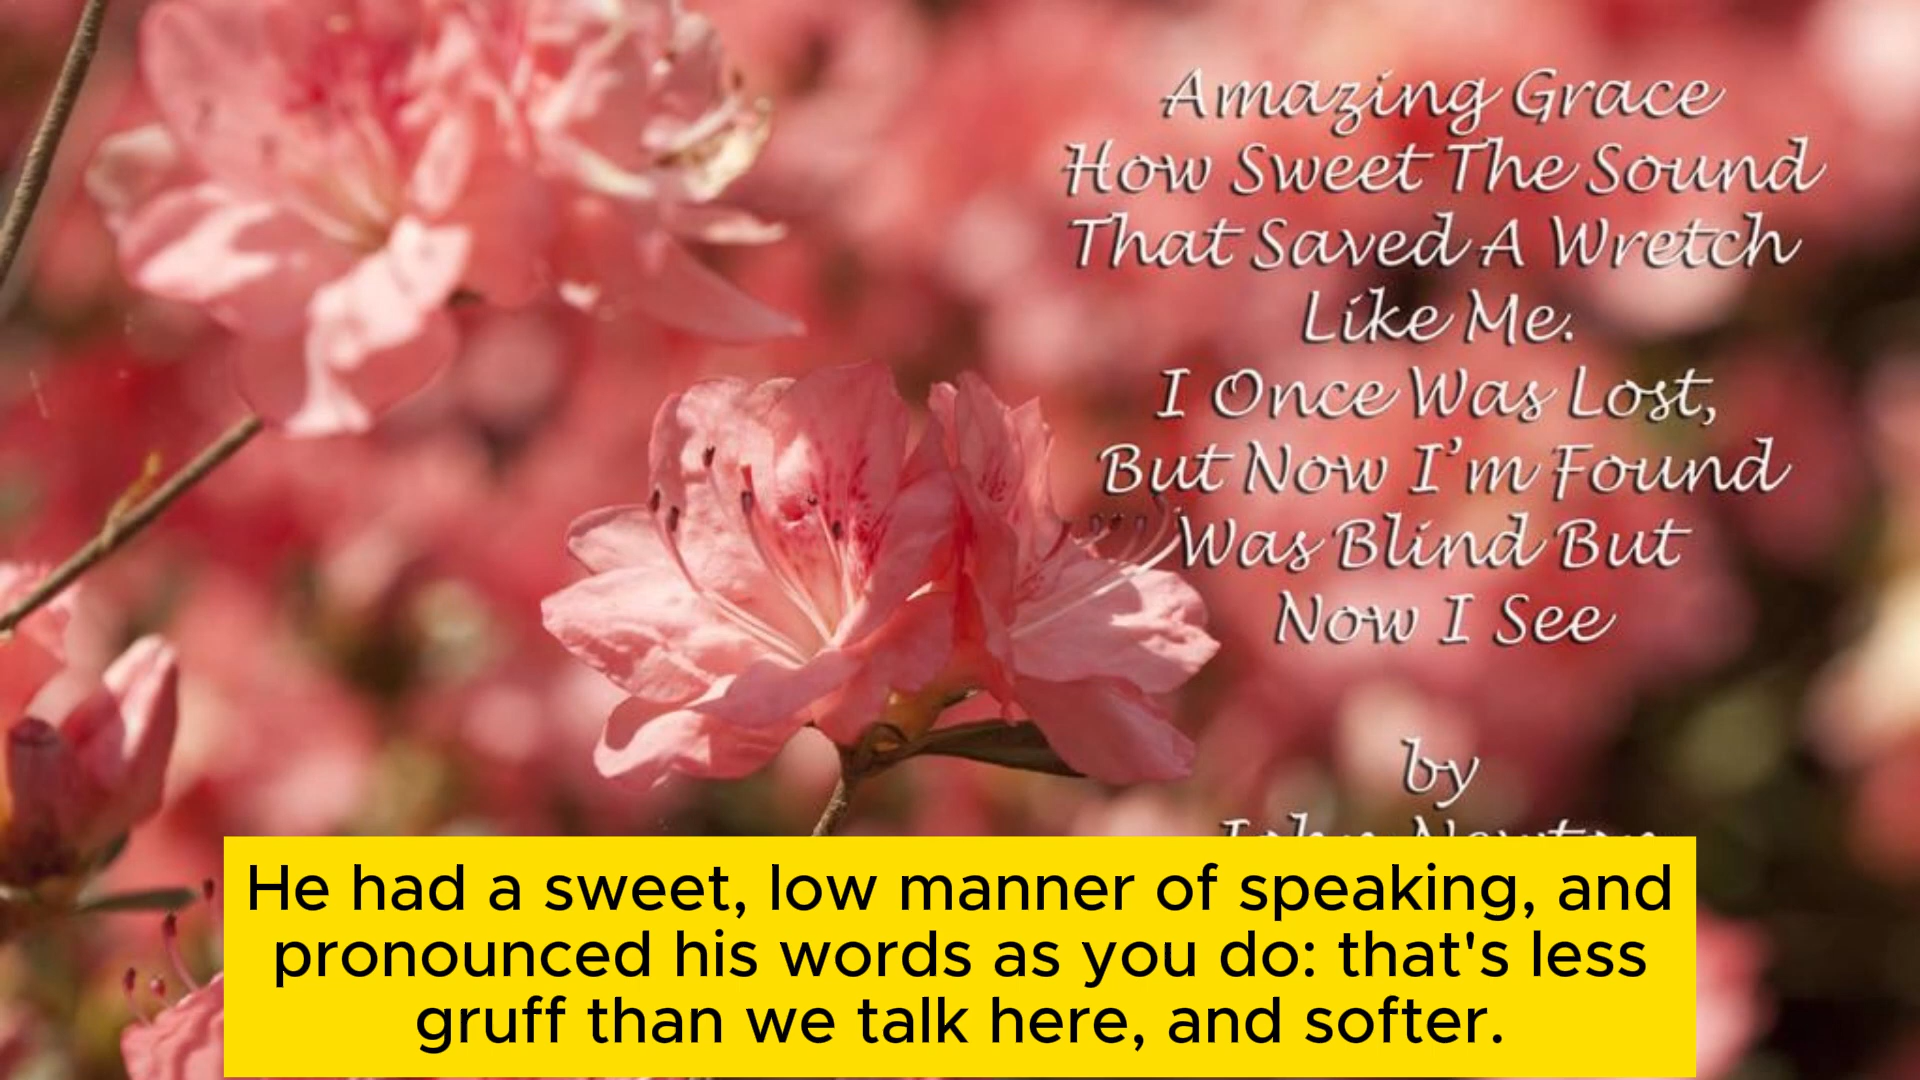 Amazing Grace
How Sweet The Sound
That Saved A Wretch
Like Me.
I Once Was Lost,
But Now I'm Found
Was Blind But
Now I See
by
He had a sweet, low manner of speaking, and
pronounced his words as you do: that's less
gruff than we talk here, and softer.